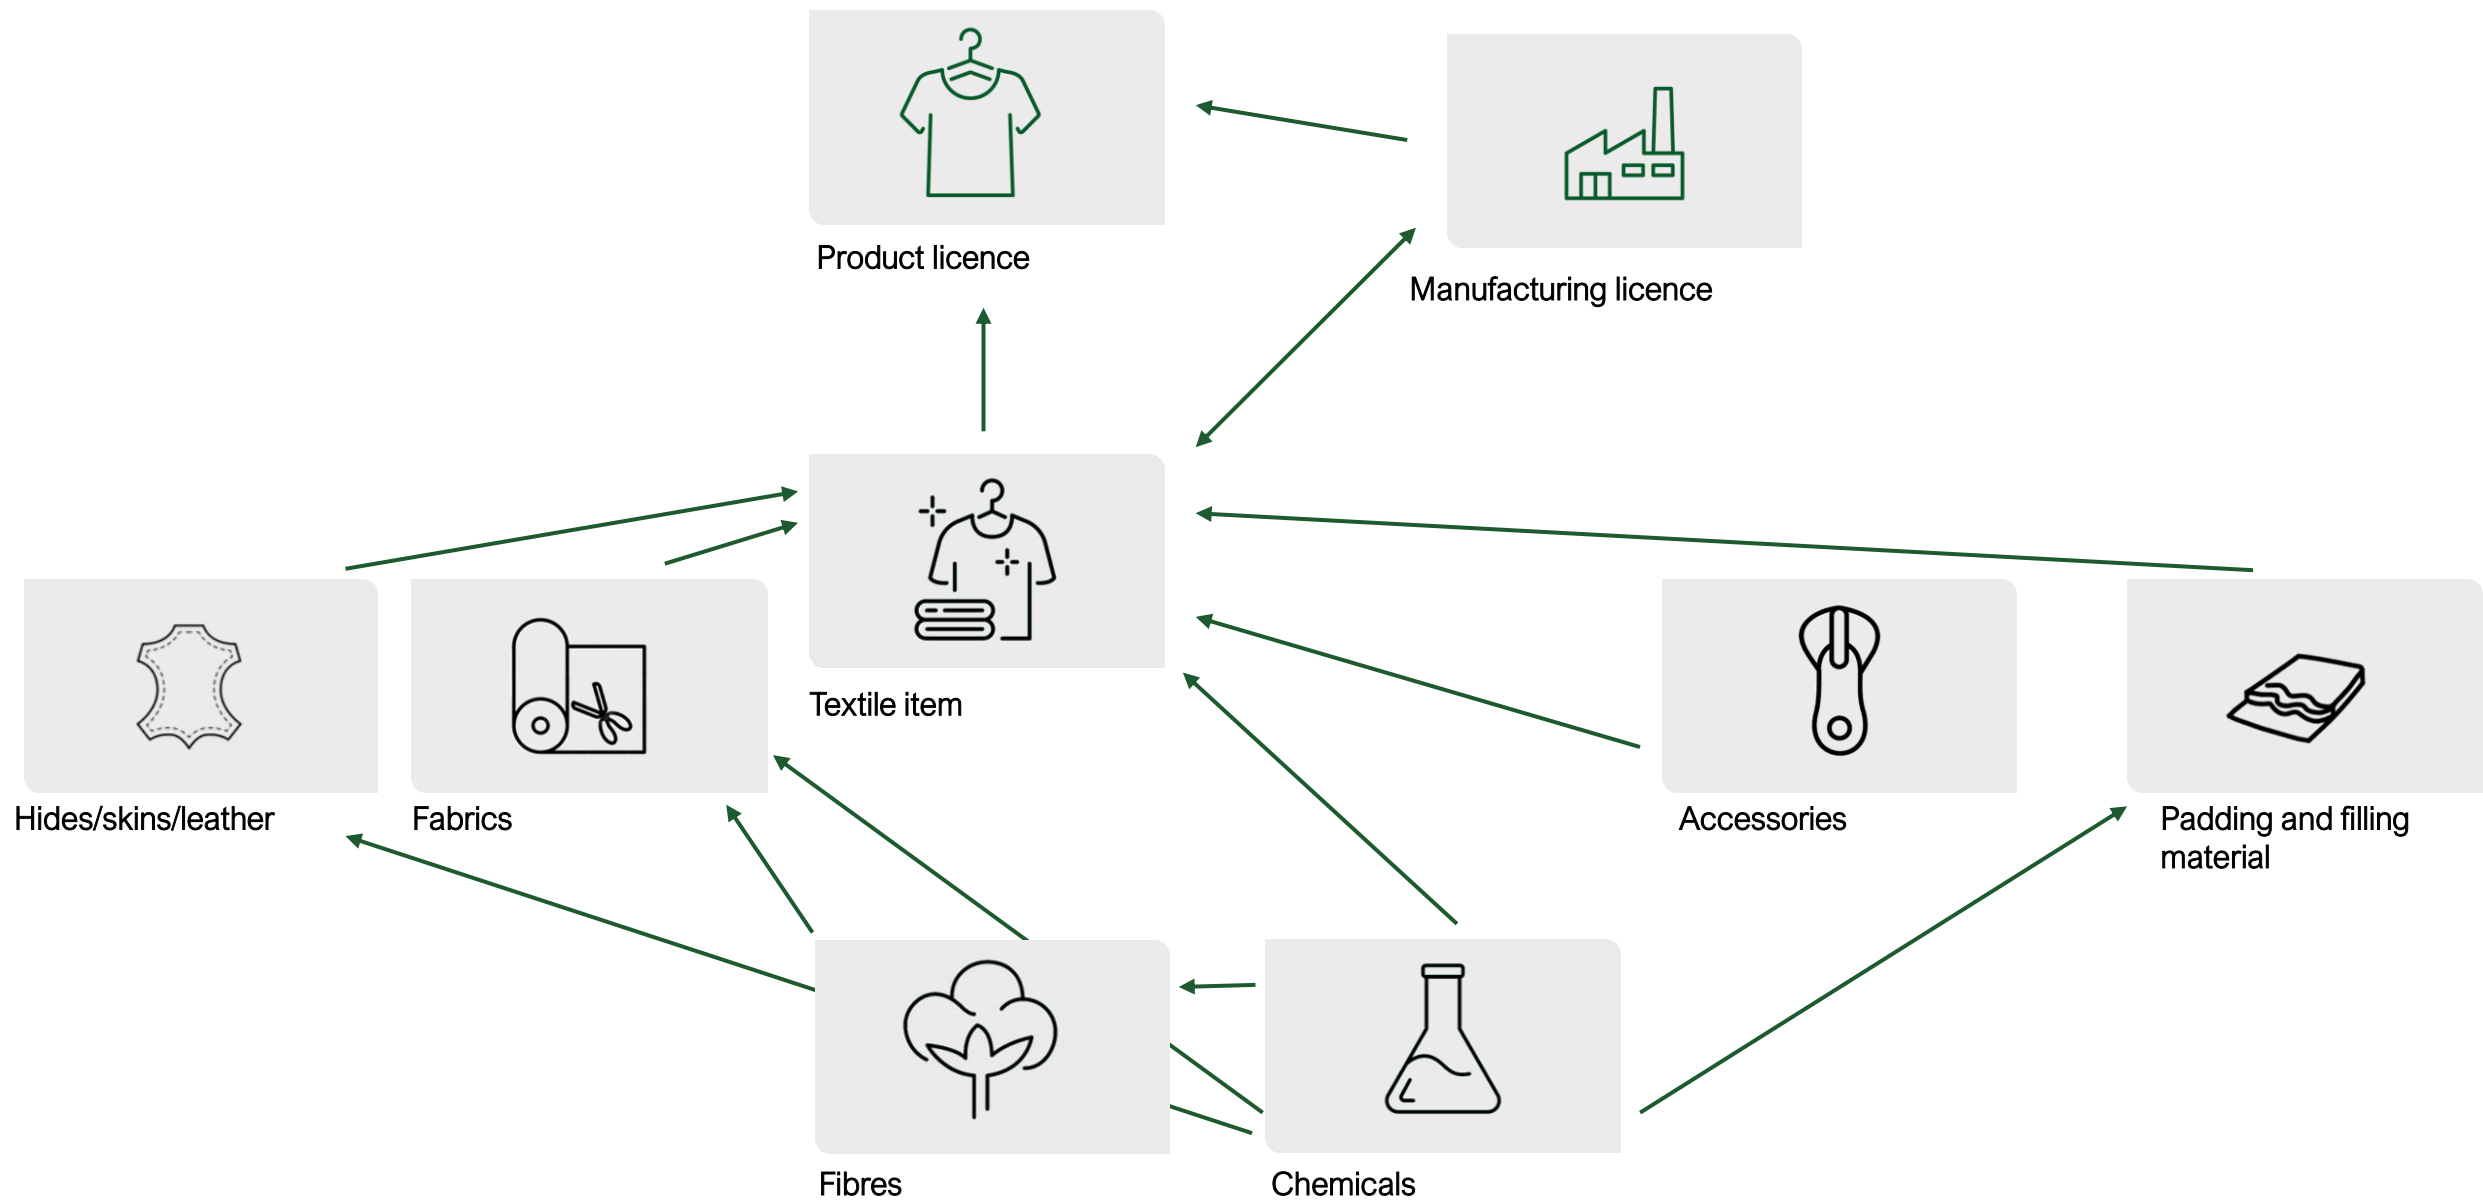 Product licence
Manufacturing licence
Textile item
Hides/skins/leather
Fabrics
Accessories
Padding and filling
material
Fibres
Chemicals